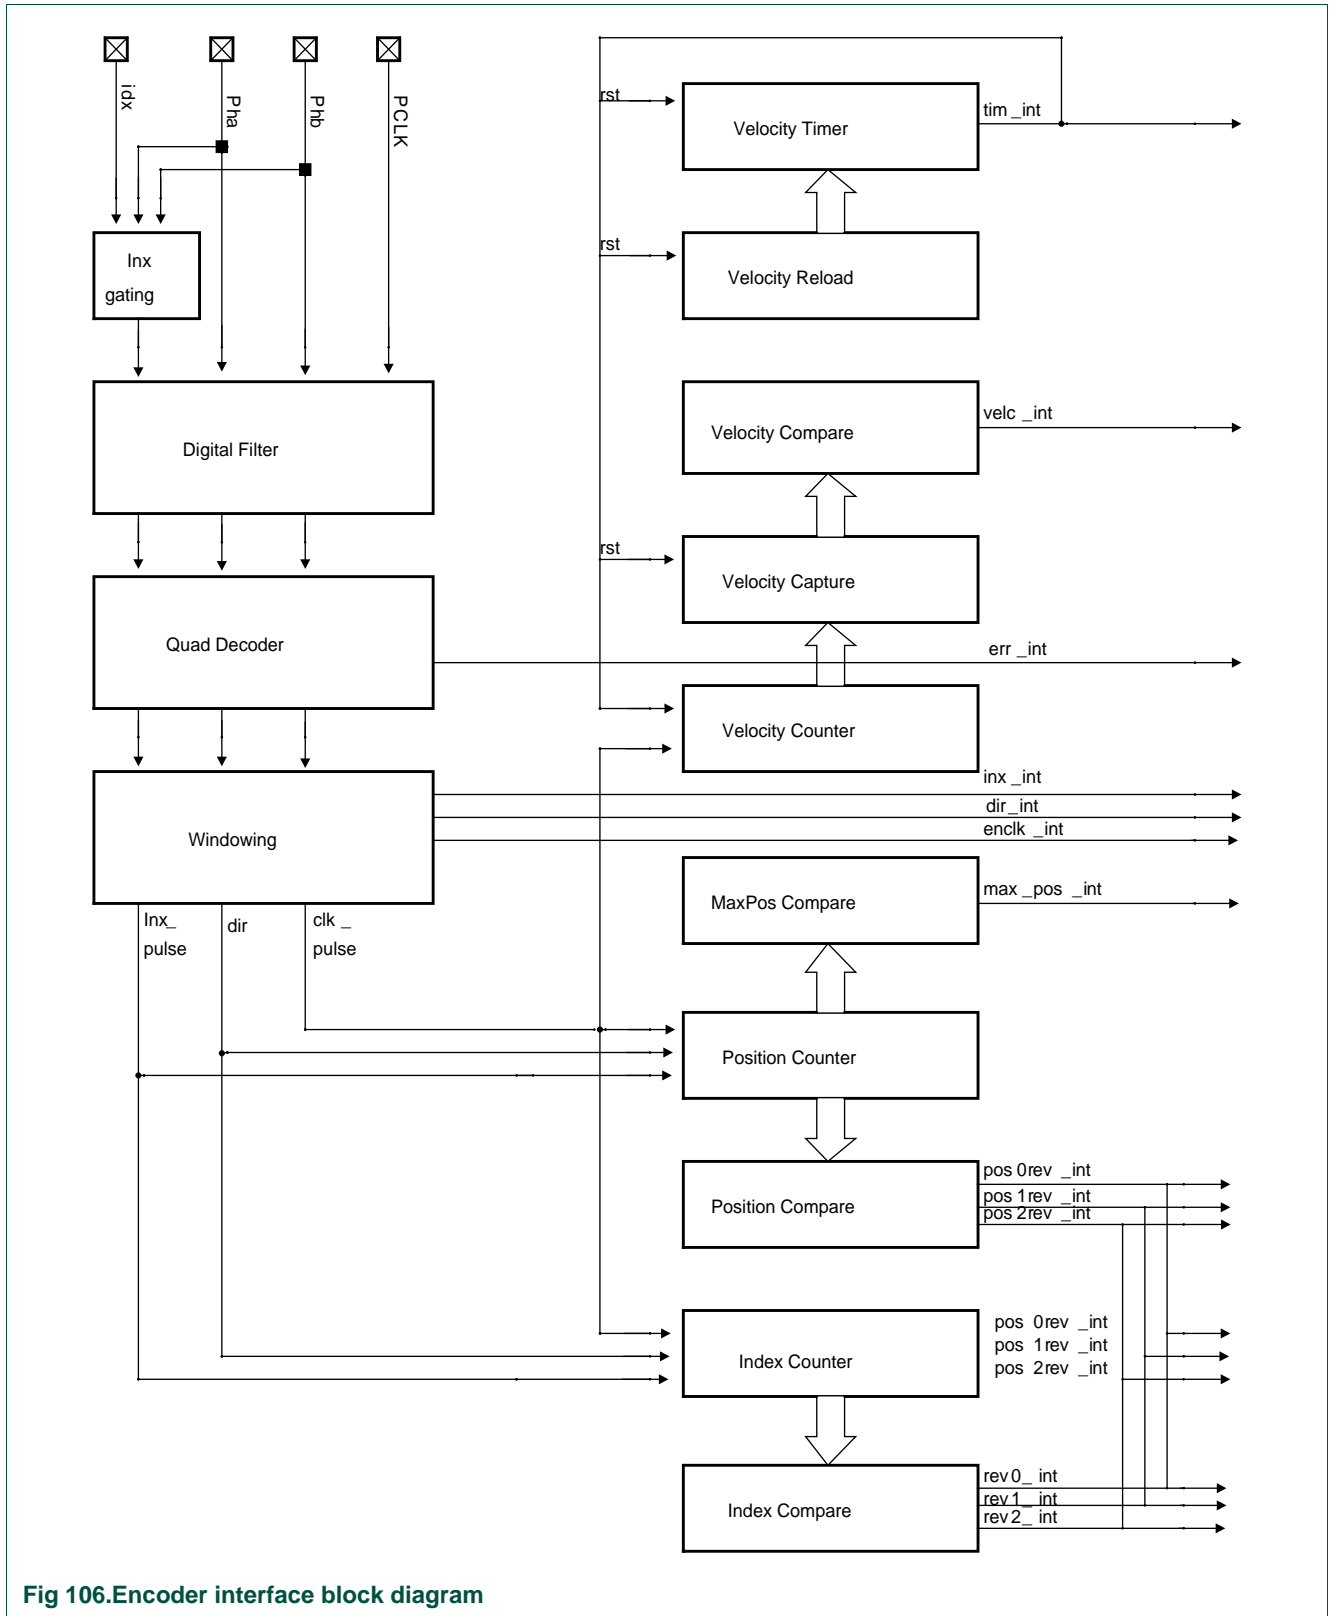 idx
Pha
Phb
PCLK
Inx
gating
Digital Filter
Quad Decoder
Windowing
Inx_
pulse
dir
clk _
pulse
rst
Velocity Timer
tim _int
rst
Velocity Reload
Velocity Compare
velc _int
rst
Velocity Capture
err _int
Velocity Counter
inx _int
dir _int
enclk _int
MaxPos Compare
max _pos _int
Position Counter
Position Compare
pos 0rev _int
pos 1rev _int
pos 2rev _int
Index Counter
pos 0rev _int
pos 1rev _int
pos 2rev _int
Index Compare
rev0_ int
rev1_ int
rev2_ int
Fig 106.Encoder interface block diagram